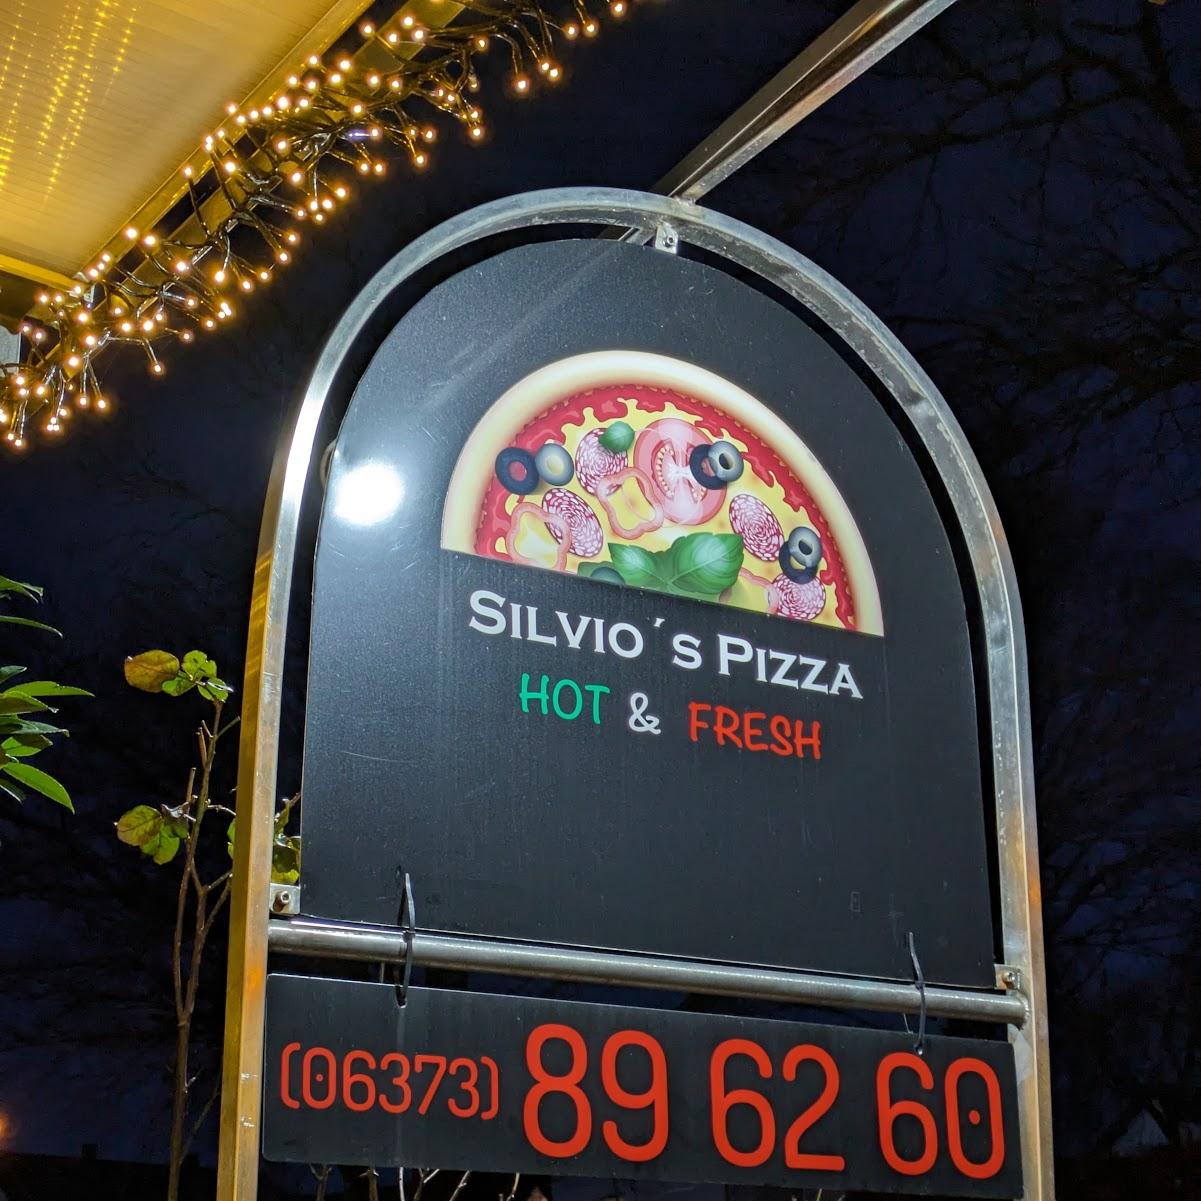 SILVIO´S PIZZA
HOT & FRESH
(06373) 89 62 60